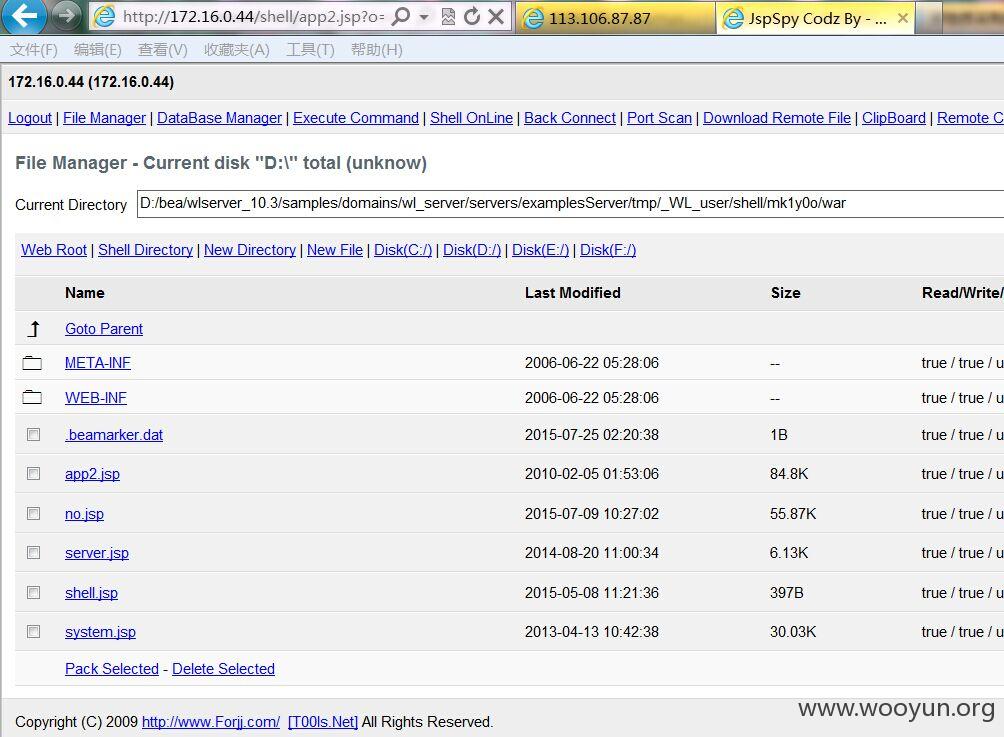 http://172.16.0.44/shell/app2.jsp?o= 113.106.87.87 JspSpy Codz By - ...
文件(F) 编辑(E) 查看(V) 收藏夹(A) 工具(T) 帮助(H)
172.16.0.44 (172.16.0.44)
Logout | File Manager | DataBase Manager | Execute Command | Shell OnLine | Back Connect | Port Scan | Download Remote File | ClipBoard | Remote C
File Manager - Current disk "D:\" total (unknow)
Current Directory D:/bea/wlserver_10.3/samples/domains/wl_server/servers/examplesServer/tmp/_WL_user/shell/mk1y0o/war
Web Root | Shell Directory | New Directory | New File | Disk(C:/) | Disk(D:/) | Disk(E:/) | Disk(F:/)
Name Last Modified Size Read/Write/
Goto Parent
META-INF 2006-06-22 05:28:06 -- true / true / u
WEB-INF 2006-06-22 05:28:06 -- true / true / u
.beamarker.dat 2015-07-25 02:20:38 1B true / true / u
app2.jsp 2010-02-05 01:53:06 84.8K true / true / u
no.jsp 2015-07-09 10:27:02 55.87K true / true / u
server.jsp 2014-08-20 11:00:34 6.13K true / true / u
shell.jsp 2015-05-08 11:21:36 397B true / true / u
system.jsp 2013-04-13 10:42:38 30.03K true / true / u
Pack Selected - Delete Selected
Copyright (C) 2009 http://www.Forjj.com/ [T00ls.Net] All Rights Reserved.
www.wooyun.org